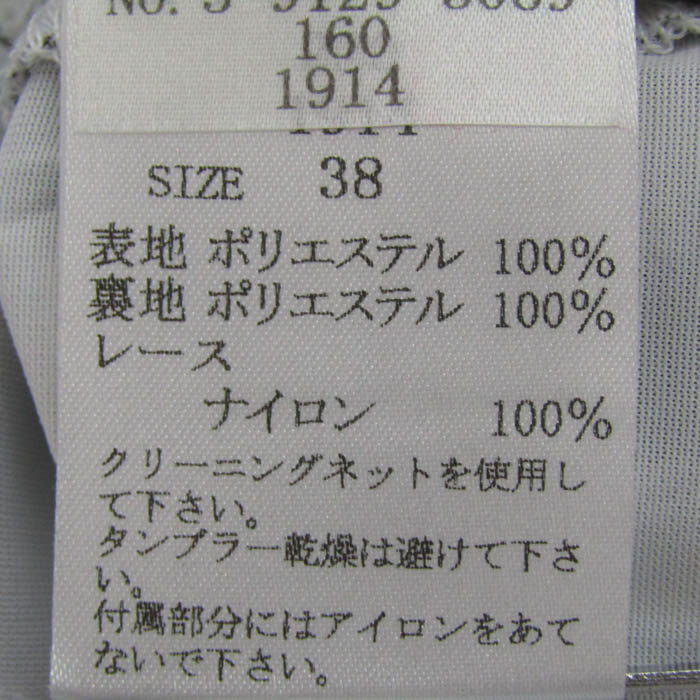 160
1914
SIZE 38
表地 ポリエステル 100%
裏地 ポリエステル 100%
レース
ナイロン 100%
クリーニングネットを使用し
て下さい。
タンブラー乾燥は避けて下さ
い。
付属部分にはアイロンをあて
ないで下さい。